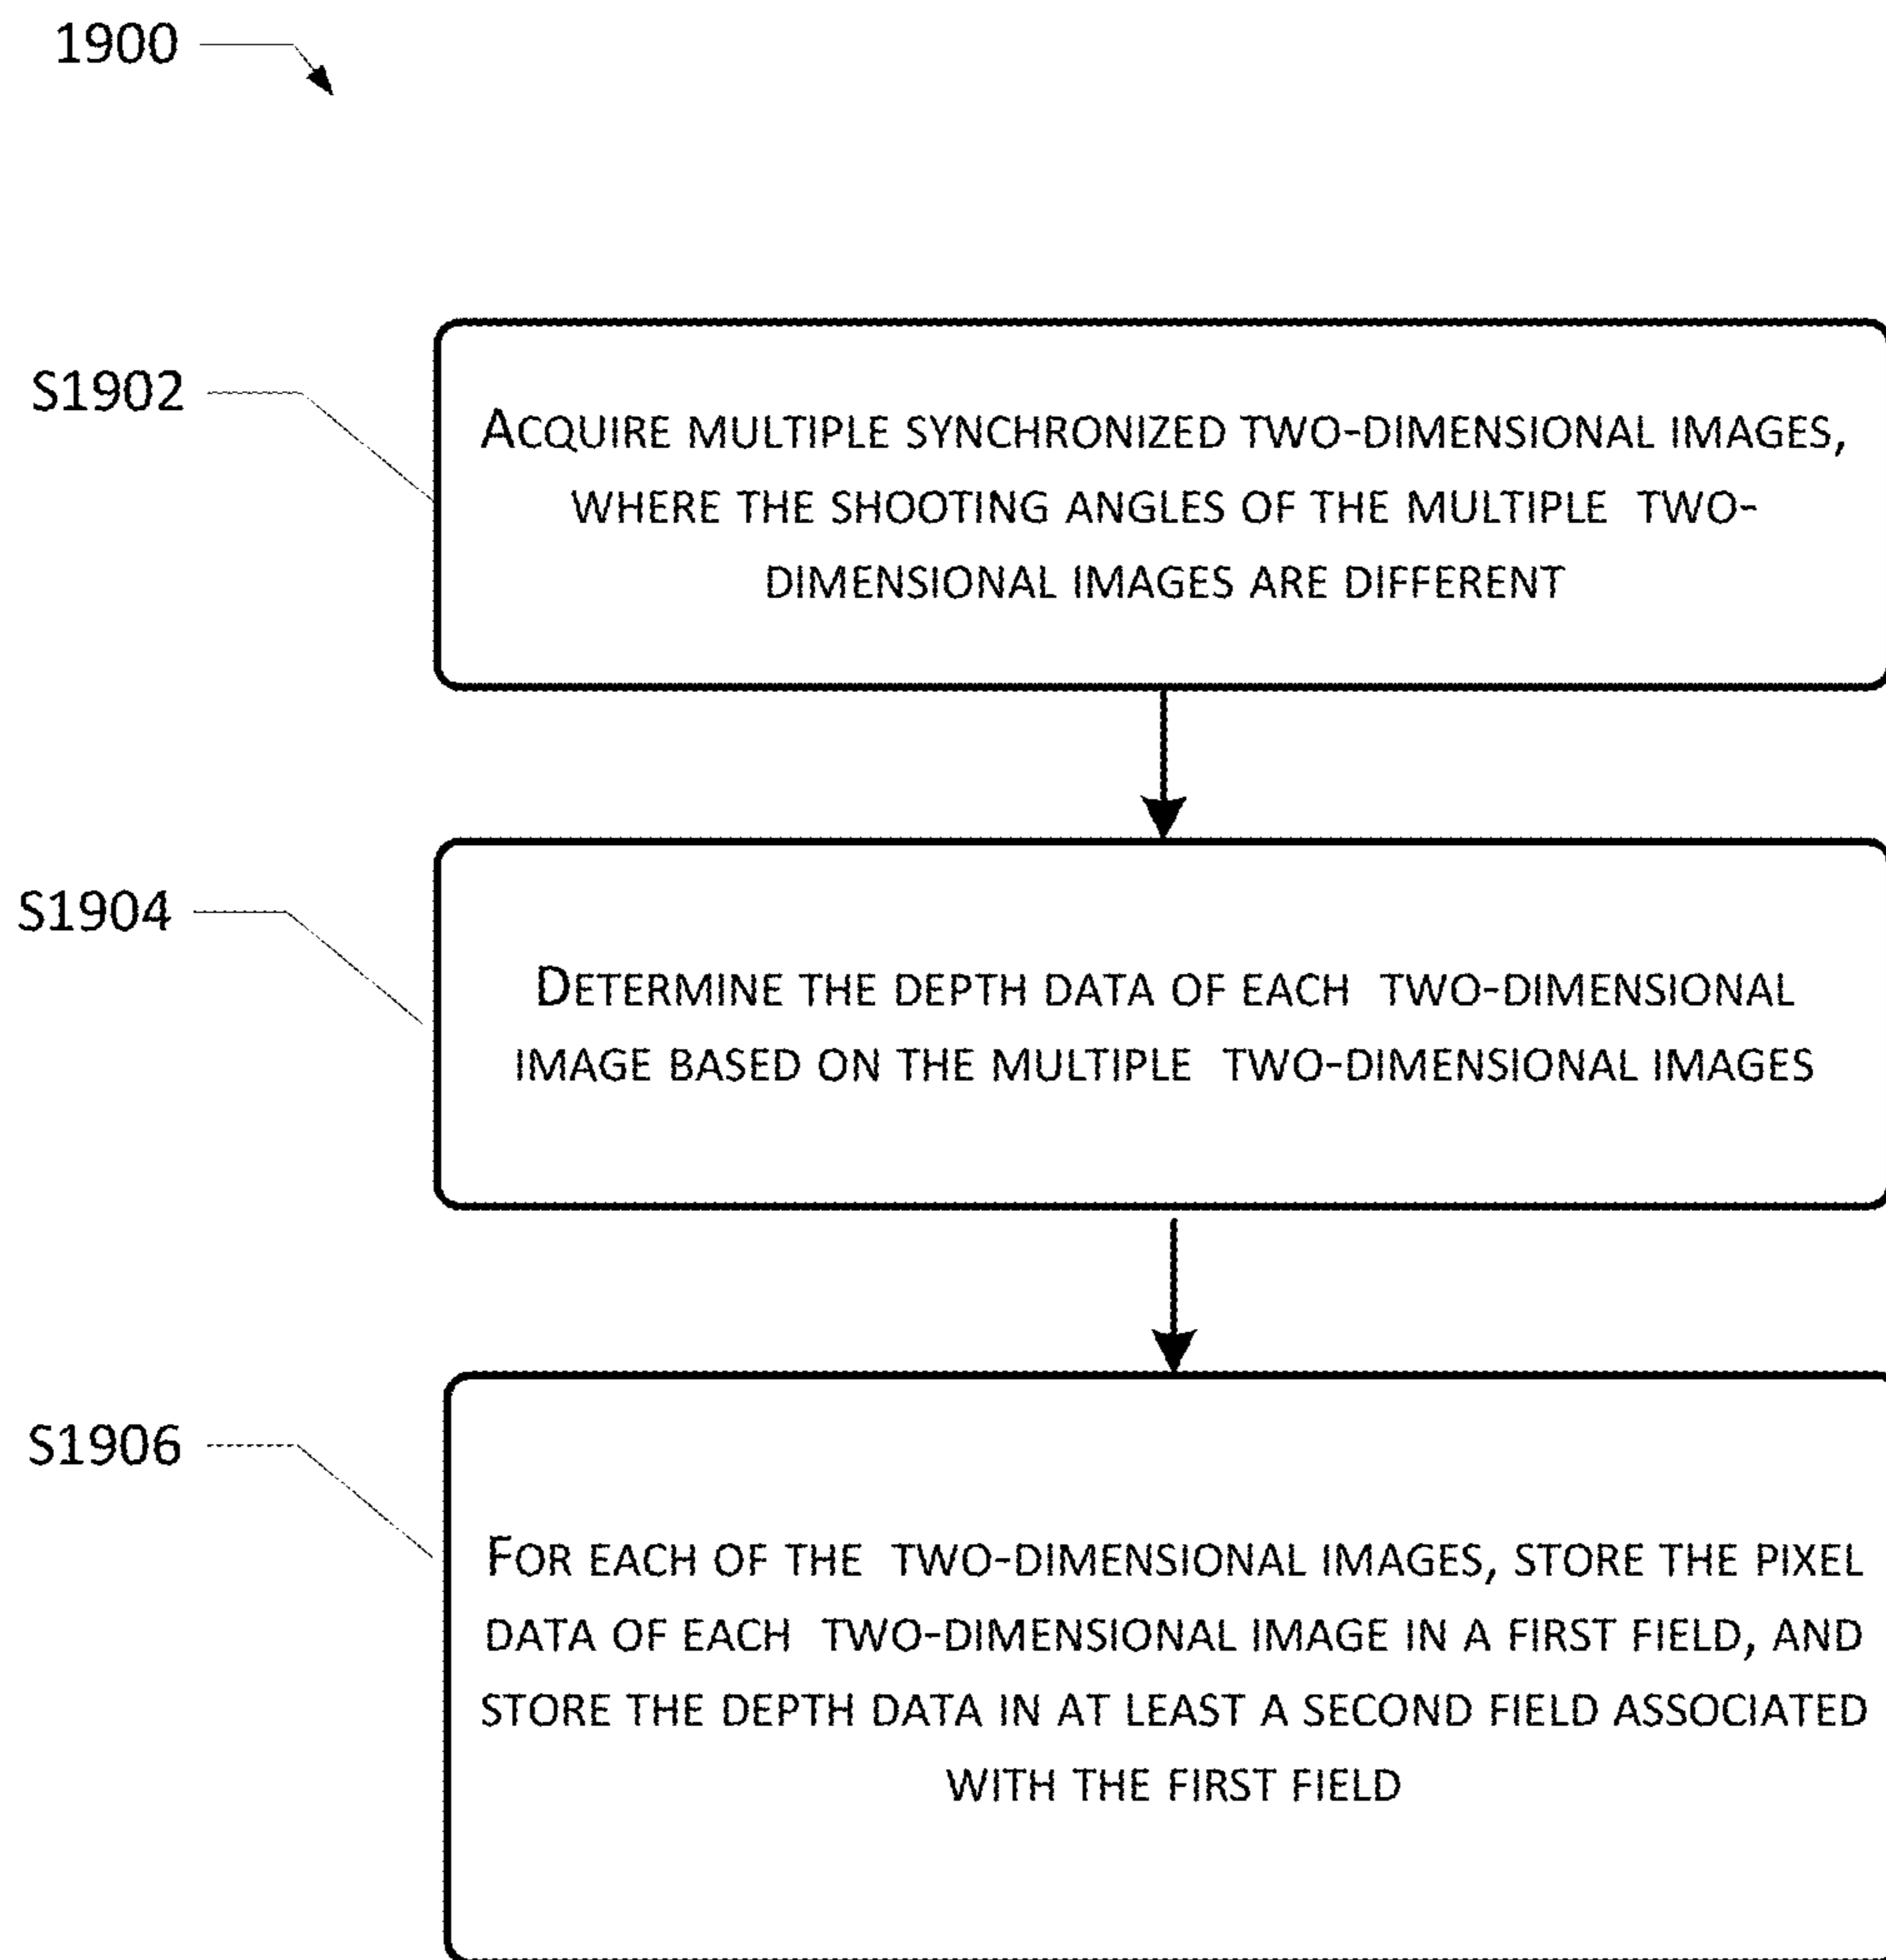 1900
S1902
ACQUIRE MULTIPLE SYNCHRONIZED TWO-DIMENSIONAL IMAGES,
WHERE THE SHOOTING ANGLES OF THE MULTIPLE TWO-
DIMENSIONAL IMAGES ARE DIFFERENT
S1904
DETERMINE THE DEPTH DATA OF EACH TWO-DIMENSIONAL
IMAGE BASED ON THE MULTIPLE TWO-DIMENSIONAL IMAGES
S1906
FOR EACH OF THE TWO-DIMENSIONAL IMAGES, STORE THE PIXEL
DATA OF EACH TWO-DIMENSIONAL IMAGE IN A FIRST FIELD, AND
STORE THE DEPTH DATA IN AT LEAST A SECOND FIELD ASSOCIATED
WITH THE FIRST FIELD